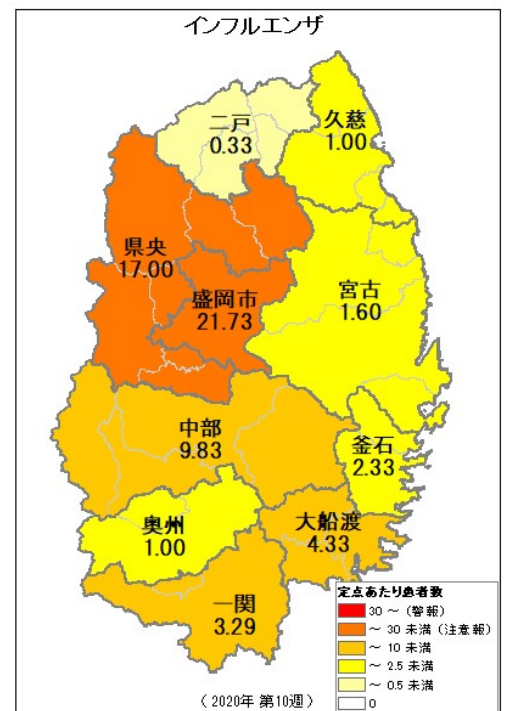 インフルエンザ
二戸
0.33
久慈
1.00
県央
17.00
盛岡市
21.73
宮古
1.60
中部
9.83
釜石
2.33
奥州
1.00
大船渡
4.33
一関
3.29
定点あたり患者数
30 ～ (警報)
～ 30 未満 (注意報)
～ 10 未満
～ 2.5 未満
～ 0.5 未満
0
(2020年 第10週)